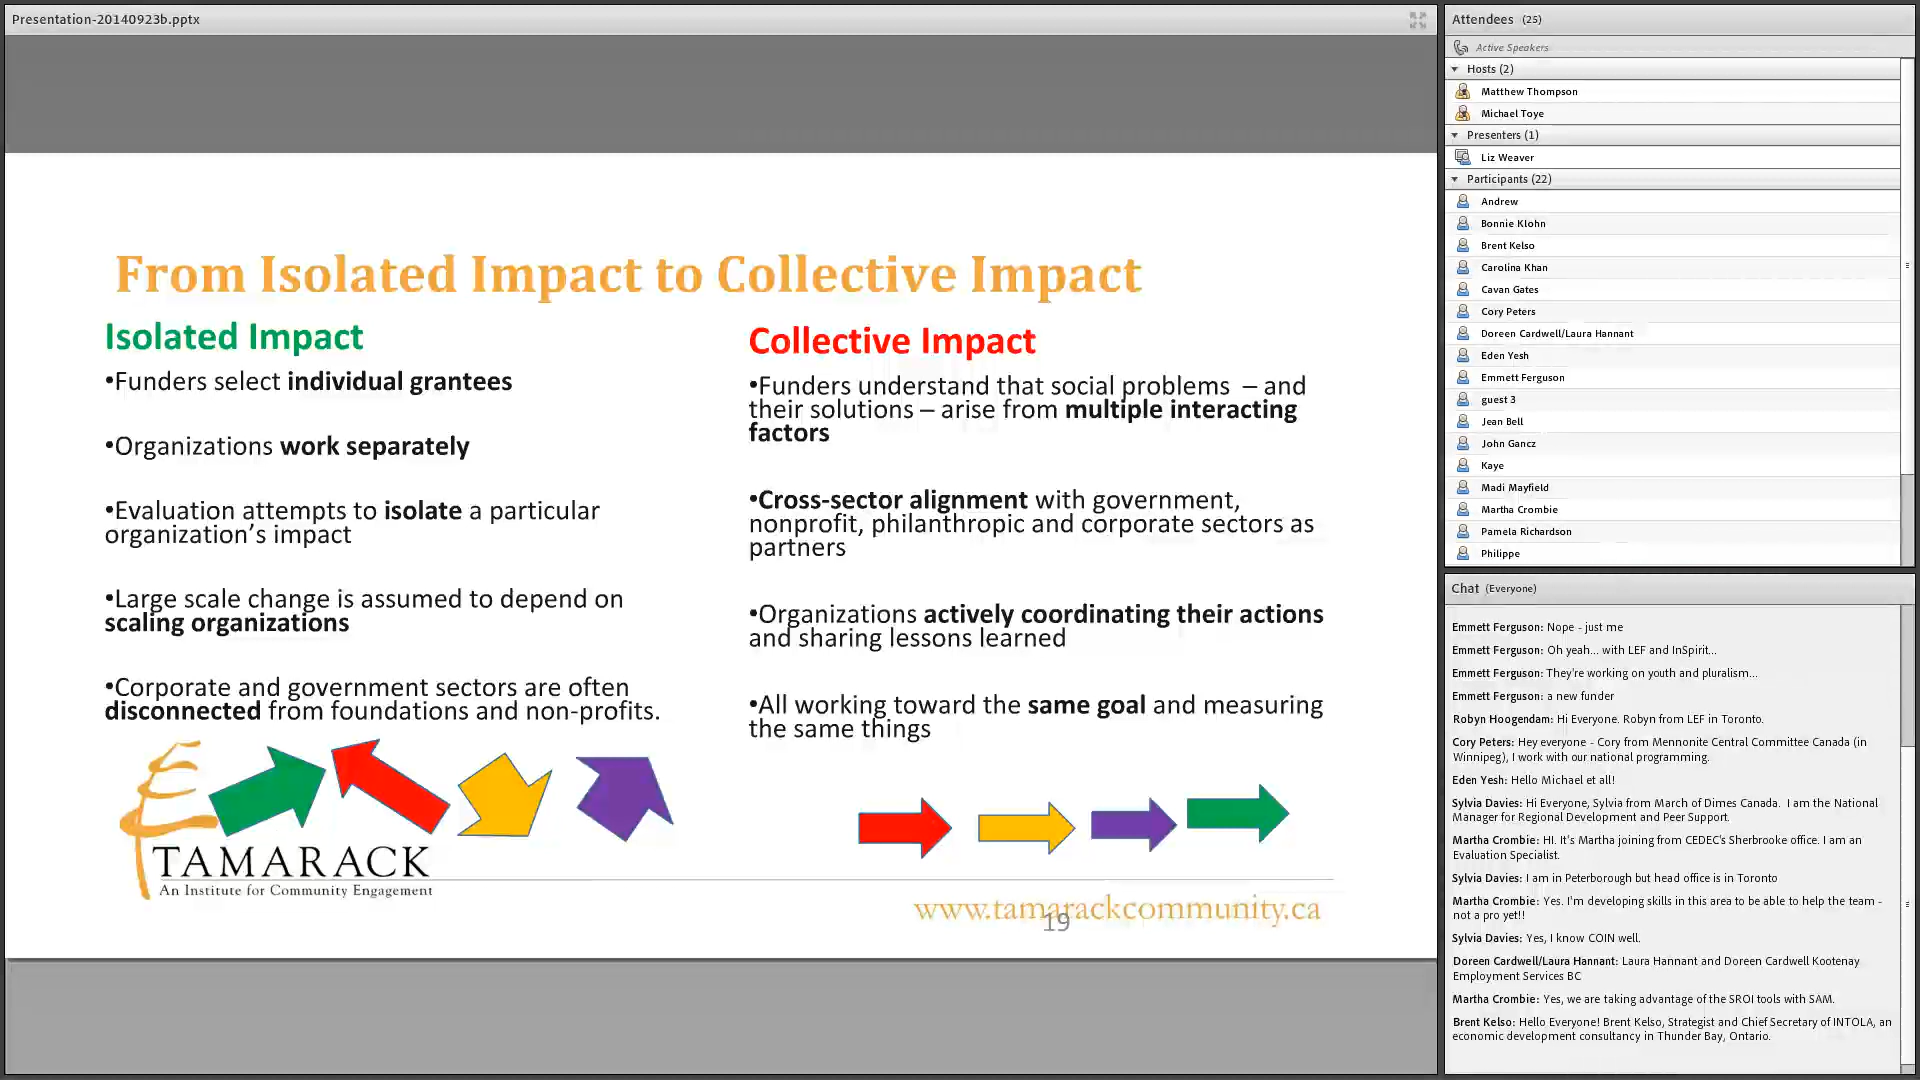 Presentation-20140923b.pptx
From Isolated Impact to Collective Impact
Isolated Impact
•Funders select individual grantees
•Organizations work separately
•Evaluation attempts to isolate a particular
organization’s impact
•Large scale change is assumed to depend on
scaling organizations
•Corporate and government sectors are often
disconnected from foundations and non-profits.
Collective Impact
•Funders understand that social problems – and
their solutions – arise from multiple interacting
factors
•Cross-sector alignment with government,
nonprofit, philanthropic and corporate sectors as
partners
•Organizations actively coordinating their actions
and sharing lessons learned
•All working toward the same goal and measuring
the same things
TAMARACK
An Institute for Community Engagement
www.tamarackcommunity.ca
19
Attendees (25)
Active Speakers
Hosts (2)
Matthew Thompson
Michael Toye
Presenters (1)
Liz Weaver
Participants (22)
Andrew
Bonnie Klohn
Brent Kelso
Carolina Khan
Cavan Gates
Cory Peters
Doreen Cardwell/Laura Hannant
Eden Yesh
Emmett Ferguson
guest 3
Jean Bell
John Gancz
Kaye
Madi Mayfield
Martha Crombie
Pamela Richardson
Philippe
Chat (Everyone)
Emmett Ferguson: Nope - just me
Emmett Ferguson: Oh yeah... with LEF and InSpirit...
Emmett Ferguson: They're working on youth and pluralism...
Emmett Ferguson: a new funder
Robyn Hoogendam: Hi Everyone. Robyn from LEF in Toronto.
Cory Peters: Hey everyone - Cory from Mennonite Central Committee Canada (in
Winnipeg), I work with our national programming.
Eden Yesh: Hello Michael et all!
Sylvia Davies: Hi Everyone, Sylvia from March of Dimes Canada. I am the National
Manager for Regional Development and Peer Support.
Martha Crombie: HI. It's Martha joining from CEDEC's Sherbrooke office. I am an
Evaluation Specialist.
Sylvia Davies: I am in Peterborough but head office is in Toronto
Martha Crombie: Yes. I'm developing skills in this area to be able to help the team -
not a pro yet!!
Sylvia Davies: Yes, I know COIN well.
Doreen Cardwell/Laura Hannant: Laura Hannant and Doreen Cardwell Kootenay
Employment Services BC
Martha Crombie: Yes, we are taking advantage of the SROI tools with SAM.
Brent Kelso: Hello Everyone! Brent Kelso, Strategist and Chief Secretary of INTOLA, an
economic development consultancy in Thunder Bay, Ontario.